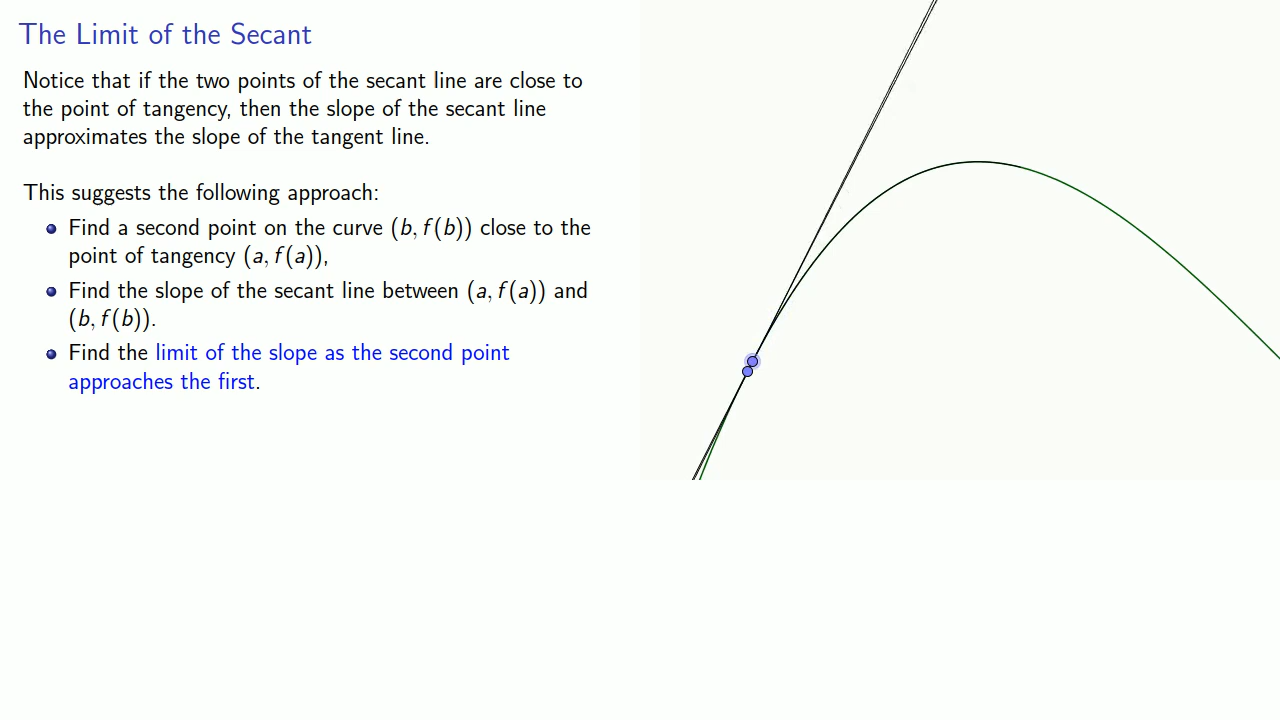 The Limit of the Secant
Notice that if the two points of the secant line are close to
the point of tangency, then the slope of the secant line
approximates the slope of the tangent line.
This suggests the following approach:
Find a second point on the curve (b, f(b)) close to the
point of tangency (a, f(a)),
Find the slope of the secant line between (a, f(a)) and
(b, f(b)).
Find the limit of the slope as the second point
approaches the first.